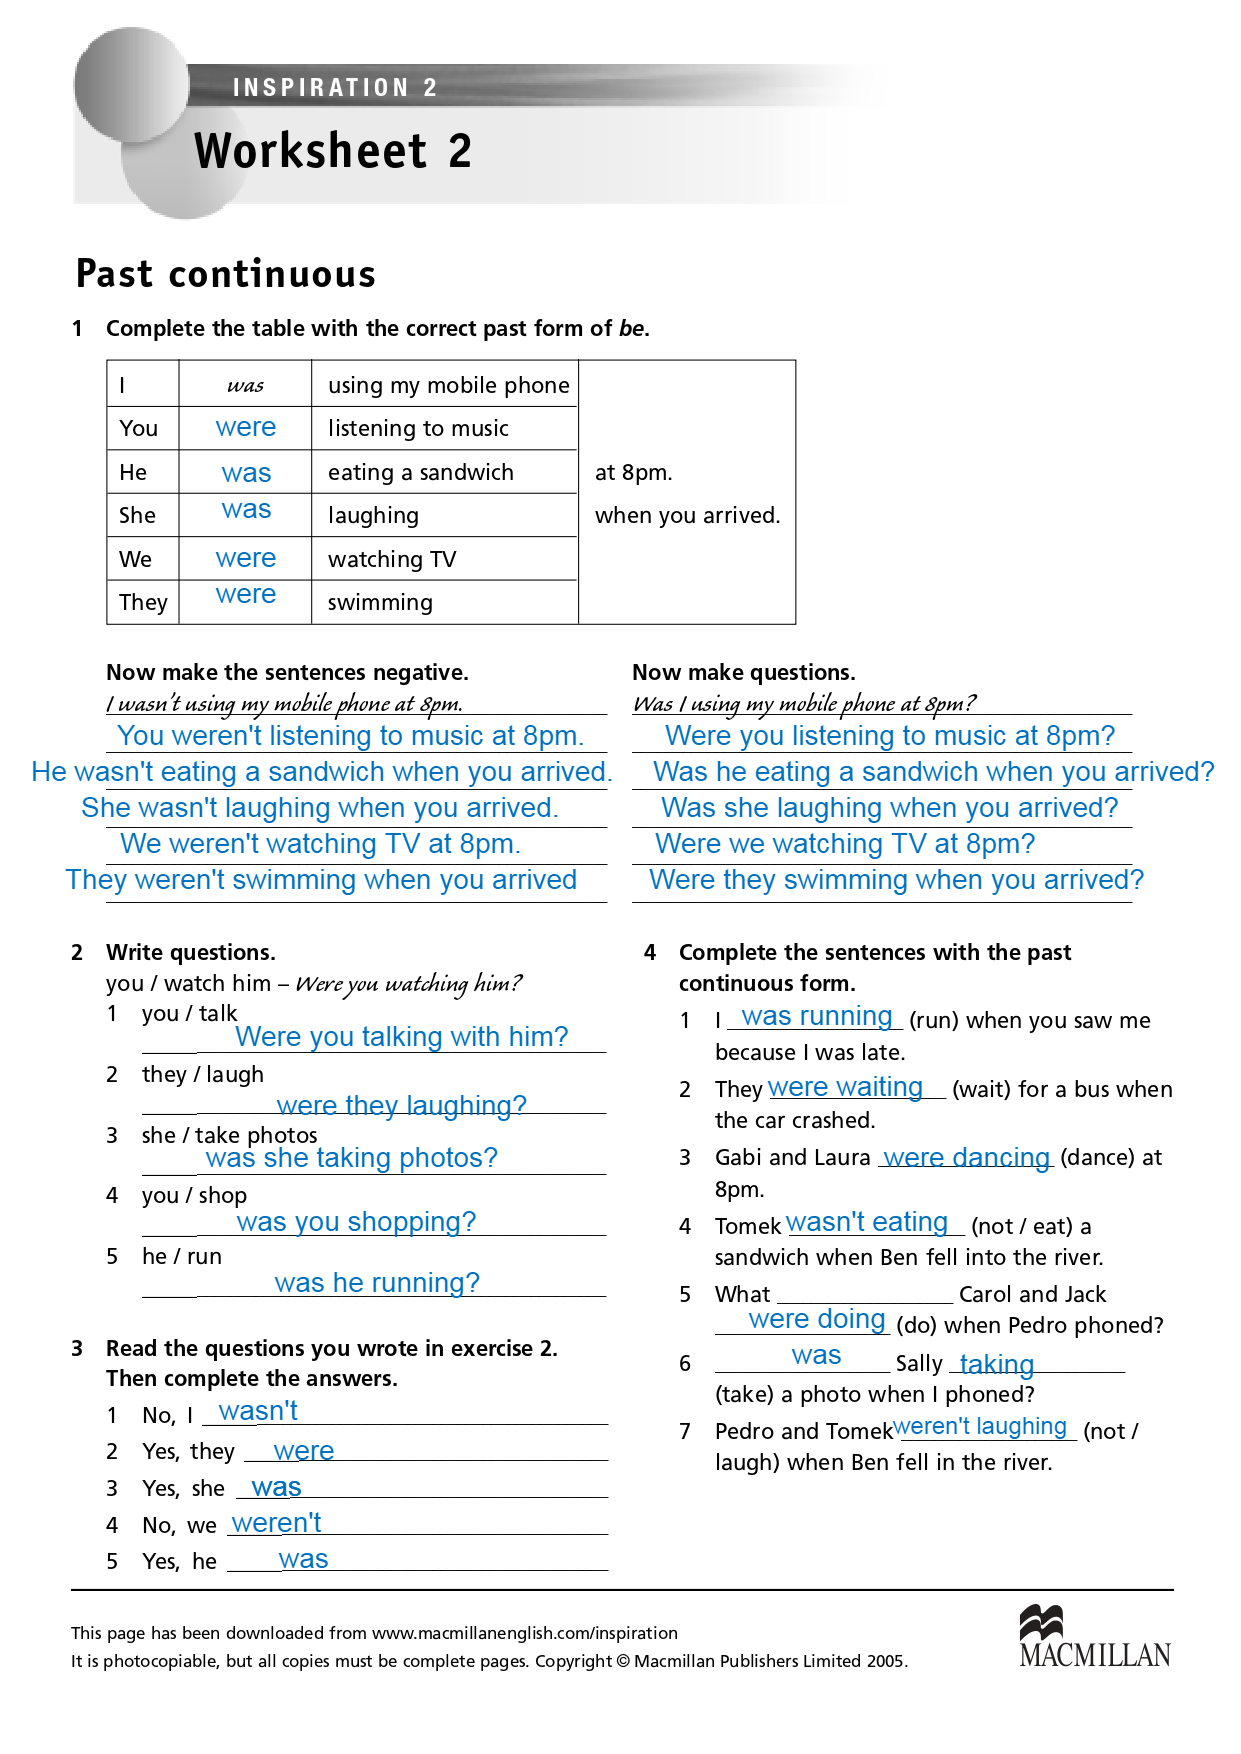 INSPIRATION 2
Worksheet 2
Past continuous
1 Complete the table with the correct past form of be.
I was using my mobile phone
You were listening to music
He was eating a sandwich at 8pm.
She was laughing when you arrived.
We were watching TV
They were swimming
Now make the sentences negative.
I wasn't using my mobile phone at 8pm.
You weren't listening to music at 8pm.
He wasn't eating a sandwich when you arrived.
She wasn't laughing when you arrived.
We weren't watching TV at 8pm.
They weren't swimming when you arrived
Now make questions.
Was I using my mobile phone at 8pm?
Were you listening to music at 8pm?
Was he eating a sandwich when you arrived?
Was she laughing when you arrived?
Were we watching TV at 8pm?
Were they swimming when you arrived?
2 Write questions.
you / watch him – Were you watching him?
1 you / talk
Were you talking with him?
2 they / laugh
were they laughing?
3 she / take photos
was she taking photos?
4 you / shop
was you shopping?
5 he / run
was he running?
3 Read the questions you wrote in exercise 2.
Then complete the answers.
1 No, I wasn't
2 Yes, they were
3 Yes, she was
4 No, we weren't
5 Yes, he was
4 Complete the sentences with the past
continuous form.
1 I was running (run) when you saw me
because I was late.
2 They were waiting (wait) for a bus when
the car crashed.
3 Gabi and Laura were dancing (dance) at
8pm.
4 Tomek wasn't eating (not / eat) a
sandwich when Ben fell into the river.
5 What Carol and Jack
were doing (do) when Pedro phoned?
6 was Sally taking
(take) a photo when I phoned?
7 Pedro and Tomek weren't laughing (not /
laugh) when Ben fell in the river.
This page has been downloaded from www.macmillanenglish.com/inspiration
It is photocopiable, but all copies must be complete pages. Copyright © Macmillan Publishers Limited 2005.
MACMILLAN